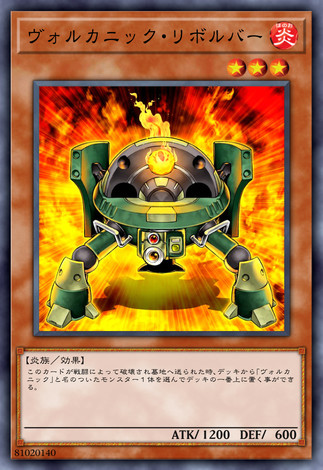 ヴォルカニック・リボルバー
炎
【炎族／効果】
このカードが戦闘によって破壊され墓地へ送られた時、デッキから「ヴォルカ
ニック」と名のついたモンスター１体を選んでデッキの一番上に置く事ができ
る。
ATK/ 1200 DEF/ 600
81020140